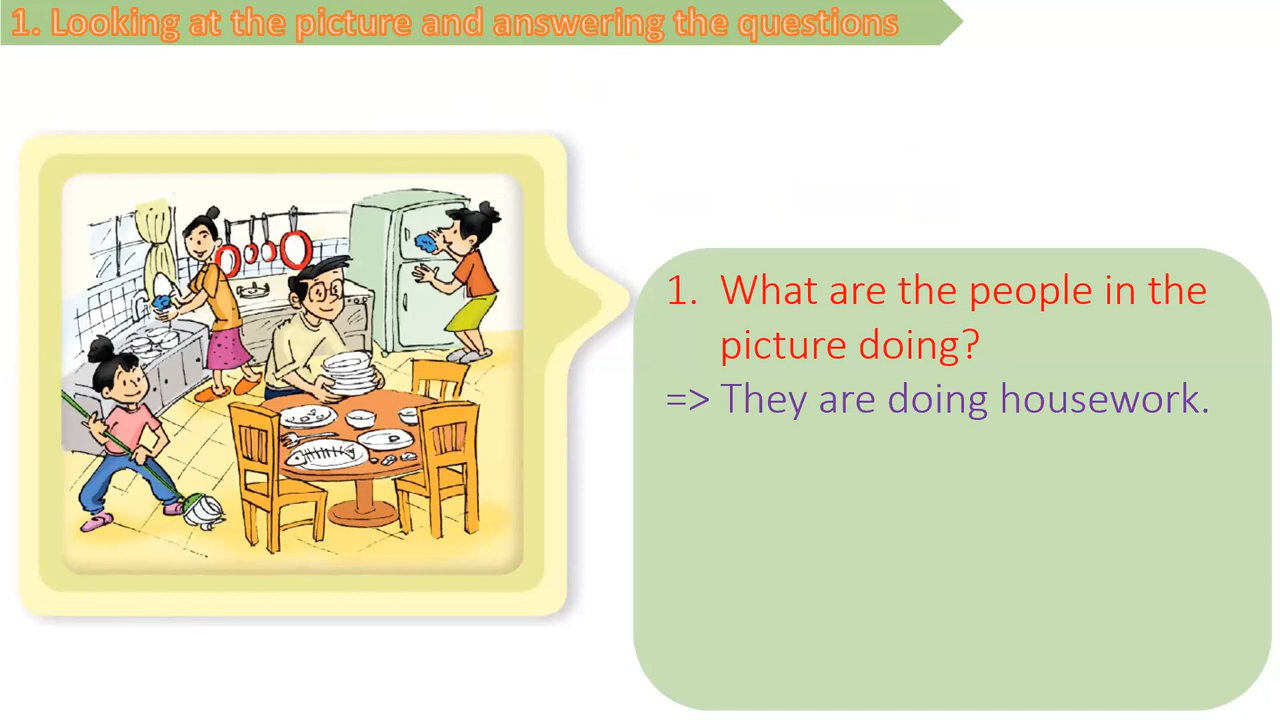 1. Looking at the picture and answering the questions
1. What are the people in the
picture doing?
=> They are doing housework.